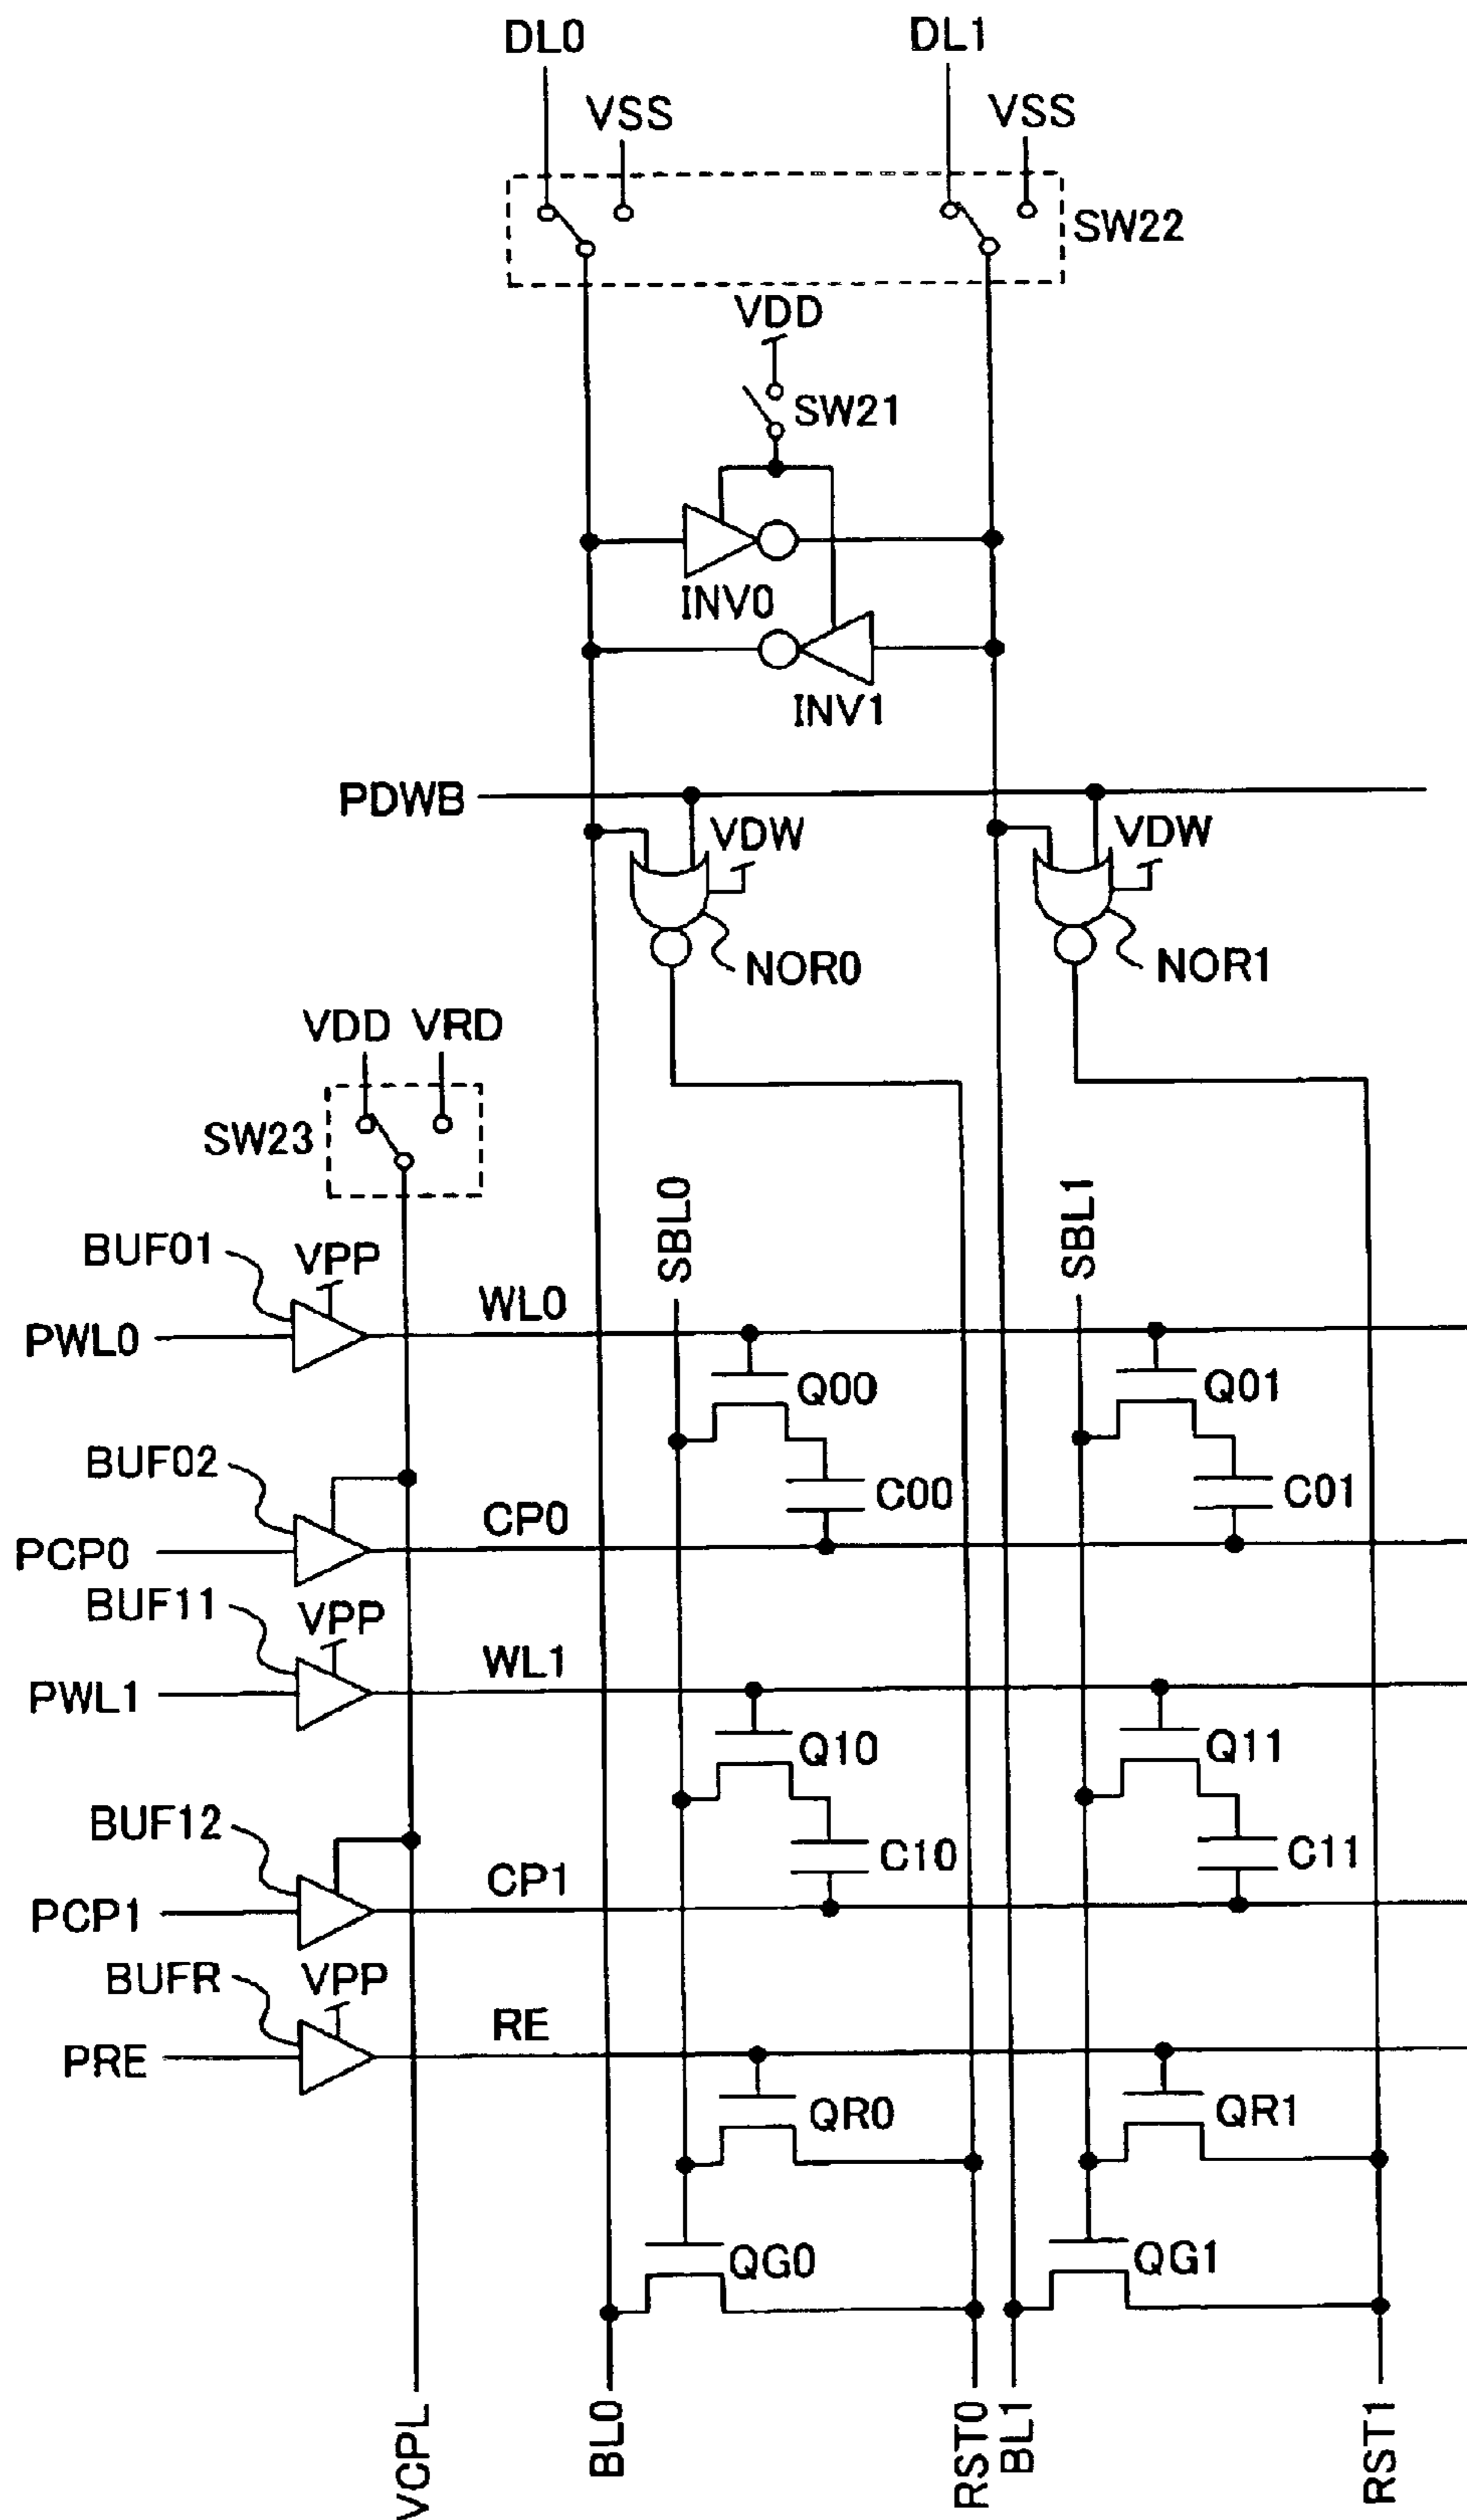 DL0
DL1
VSS
VSS
SW22
VDD
SW21
INV0
INV1
PDWB
VDW
VDW
NOR0
NOR1
VDD VRD
SW23
SBL0
SBL1
BUF01
VPP
WL0
PWL0
Q00
Q01
BUF02
C00
C01
CP0
PCP0
BUF11
VPP
WL1
PWL1
Q10
Q11
BUF12
C10
C11
CP1
PCP1
BUFR
VPP
RE
PRE
QR0
QR1
QG0
QG1
VCPL
BL0
RST0
BL1
RST1